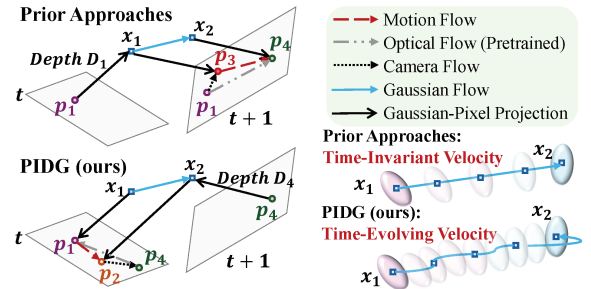 Prior Approaches
x₁
x₂
Depth D₁
p₃
p₄
t
p₁
p₁
t + 1
PIDG (ours)
x₁
x₂
Depth D₄
p₄
t
p₁
p₄
p₂
t + 1
Motion Flow
Optical Flow (Pretrained)
Camera Flow
Gaussian Flow
Gaussian-Pixel Projection
Prior Approaches:
Time-Invariant Velocity
x₂
x₁
PIDG (ours):
Time-Evolving Velocity
x₂
x₁